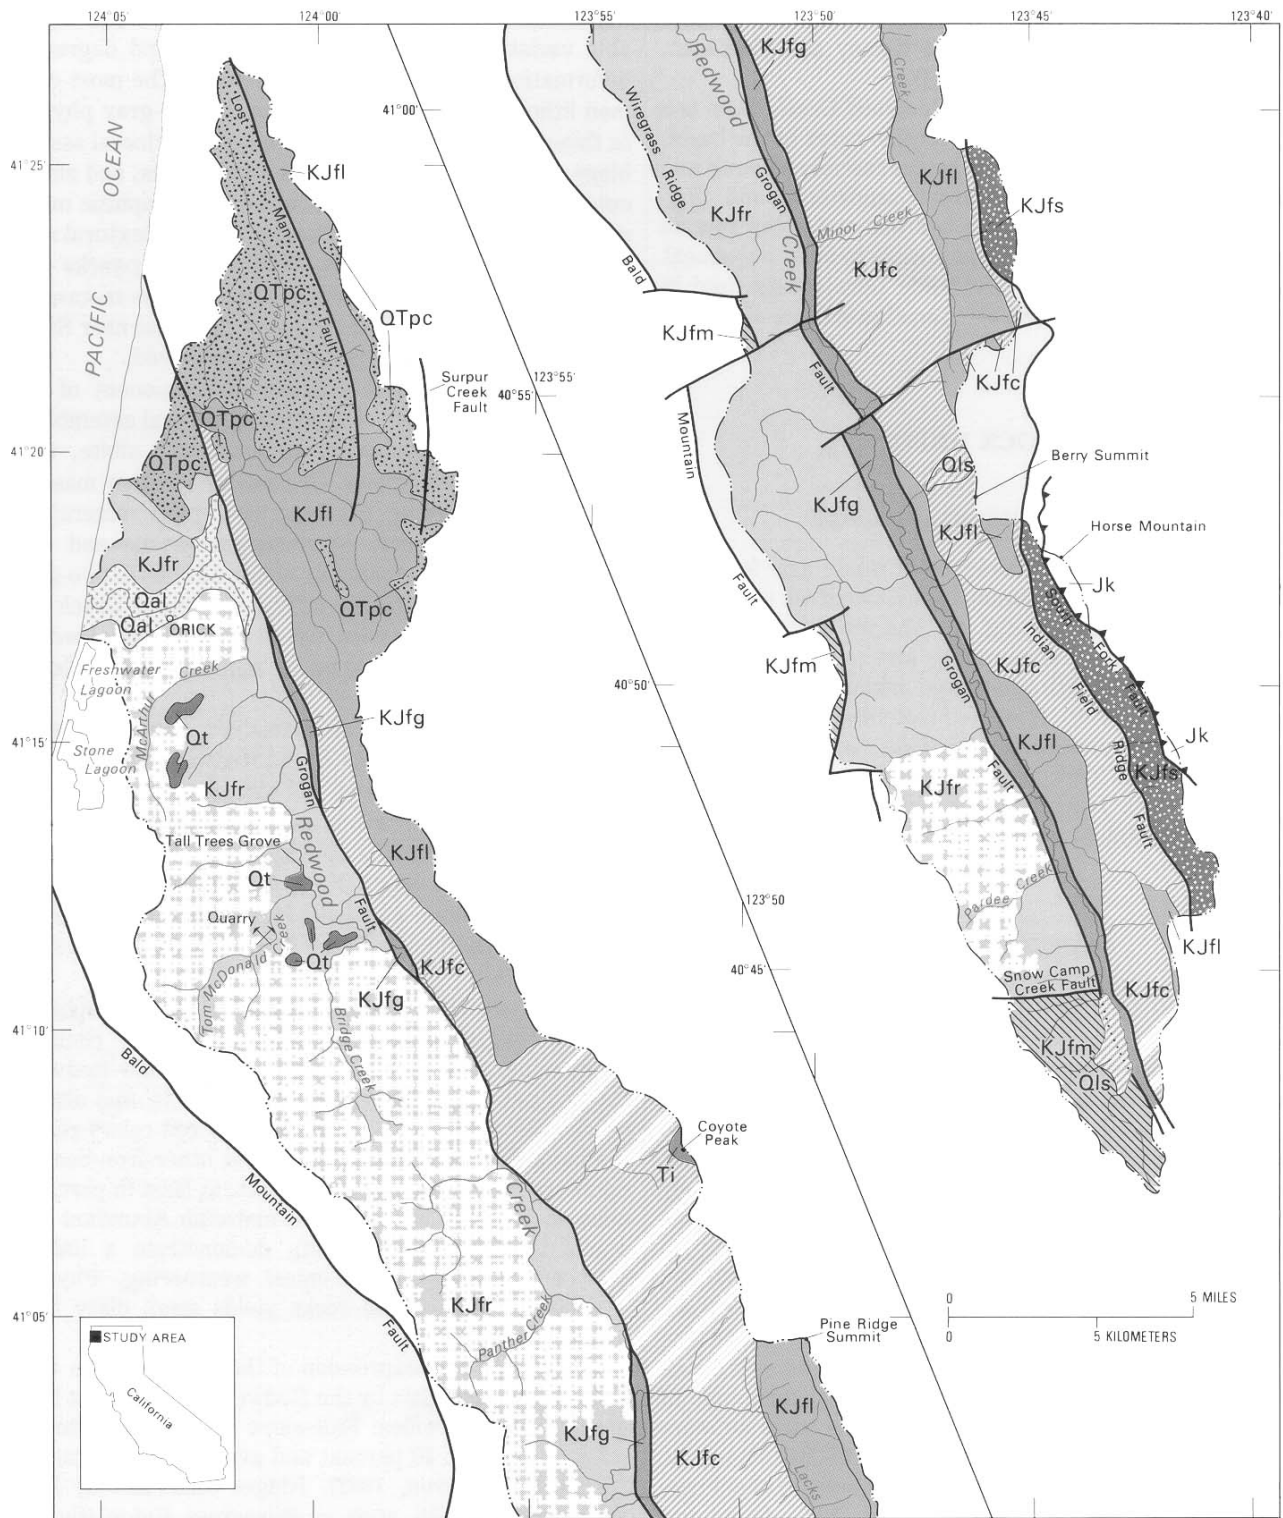 124°05'
124°00'
123°55'
123°50'
123°45'
123°40'
41°25'
41°20'
41°15'
41°10'
41°05'
41°00'
123°55'
40°55'
40°50'
123°50'
40°45'
PACIFIC OCEAN
Lost Man Fault
KJfl
QTpc
Prairie Creek
QTpc
QTpc
QTpc
Surpur
Creek
Fault
KJfl
QTpc
KJfr
Qal
Qal
ORICK
Freshwater
Lagoon
McArthur Creek
Stone
Lagoon
Qt
KJfr
KJfg
Grogan Fault
Redwood Creek
Tall Trees Grove
KJfl
Qt
Quarry
Tom McDonald Creek
Qt
KJfc
KJfg
Bridge Creek
Bald Mountain Fault
Coyote
Peak
Ti
KJfr
Panther Creek
Pine Ridge
Summit
KJfl
KJfg
KJfc
Lacks
STUDY AREA
California
Redwood Creek
KJfg
Creek
Wiregrass Ridge
Grogan Fault
KJfl
KJfs
KJfr
Minor Creek
KJfc
Bald Mountain Fault
KJfm
KJfc
Qls
Berry Summit
KJfg
KJfl
Horse Mountain
Jk
South Fork Fault
Indian Field Ridge Fault
KJfm
KJfc
Grogan Fault
KJfl
Jk
KJfs
KJfr
Pardee Creek
KJfl
Snow Camp
Creek Fault
KJfc
KJfm
Qls
0 5 MILES
0 5 KILOMETERS